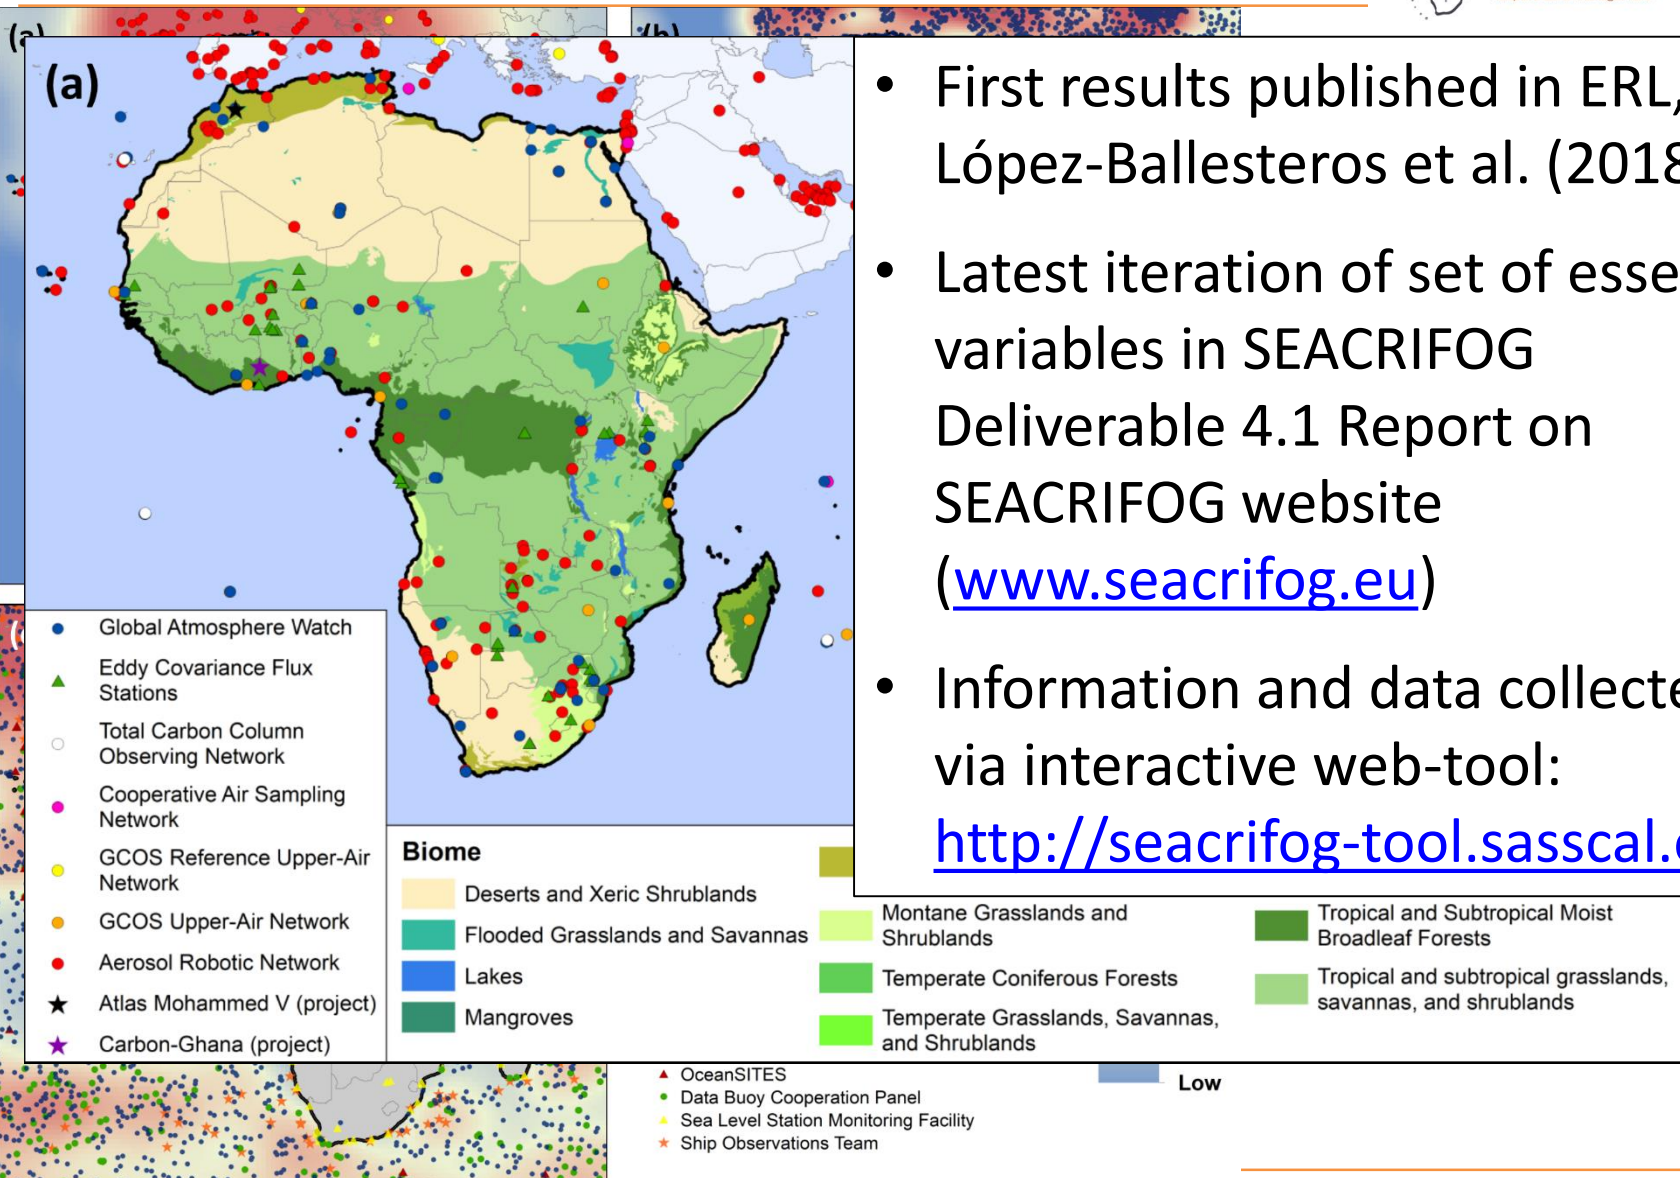 (a)
(b)
(a)
• First results published in ERL,
López-Ballesteros et al. (2018
• Latest iteration of set of esse
variables in SEACRIFOG
Deliverable 4.1 Report on
SEACRIFOG website
(www.seacrifog.eu)
• Information and data collecte
via interactive web-tool:
http://seacrifog-tool.sasscal.
Global Atmosphere Watch
Eddy Covariance Flux
Stations
Total Carbon Column
Observing Network
Cooperative Air Sampling
Network
GCOS Reference Upper-Air
Network
GCOS Upper-Air Network
Aerosol Robotic Network
Atlas Mohammed V (project)
Carbon-Ghana (project)
Biome
Deserts and Xeric Shrublands
Flooded Grasslands and Savannas
Lakes
Mangroves
Montane Grasslands and
Shrublands
Temperate Coniferous Forests
Temperate Grasslands, Savannas,
and Shrublands
Tropical and Subtropical Moist
Broadleaf Forests
Tropical and subtropical grasslands,
savannas, and shrublands
OceanSITES
Data Buoy Cooperation Panel
Sea Level Station Monitoring Facility
Ship Observations Team
Low